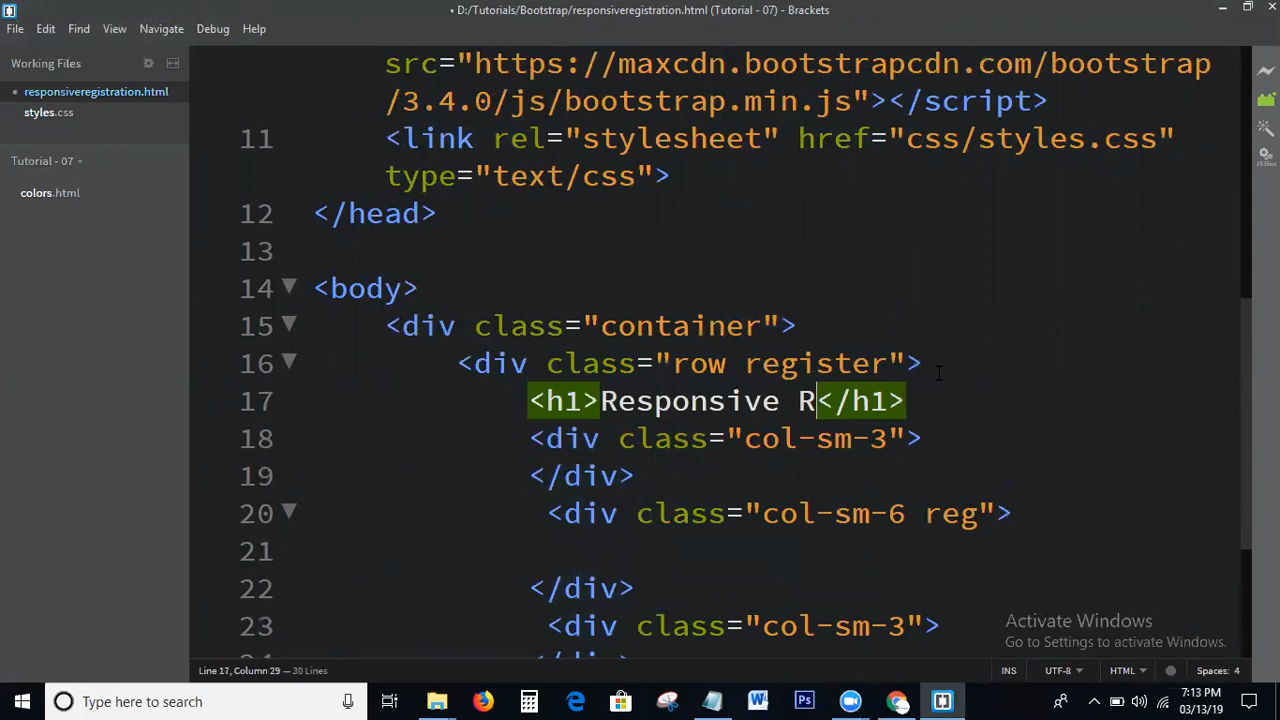 • D:/Tutorials/Bootstrap/responsiveregistration.html (Tutorial - 07) - Brackets
File Edit Find View Navigate Debug Help
Working Files
• responsiveregistration.html
styles.css
Tutorial - 07
colors.html
src="https://maxcdn.bootstrapcdn.com/bootstrap
/3.4.0/js/bootstrap.min.js"></script>
11 <link rel="stylesheet" href="css/styles.css"
type="text/css">
12 </head>
13
14 <body>
15 <div class="container">
16 <div class="row register">
17 <h1>Responsive R</h1>
18 <div class="col-sm-3">
19 </div>
20 <div class="col-sm-6 reg">
21
22 </div>
23 <div class="col-sm-3">
Activate Windows
Go to Settings to activate Windows.
Line 17, Column 29 — 30 Lines
INS UTF-8 HTML Spaces: 4
Type here to search
7:13 PM
03/13/19